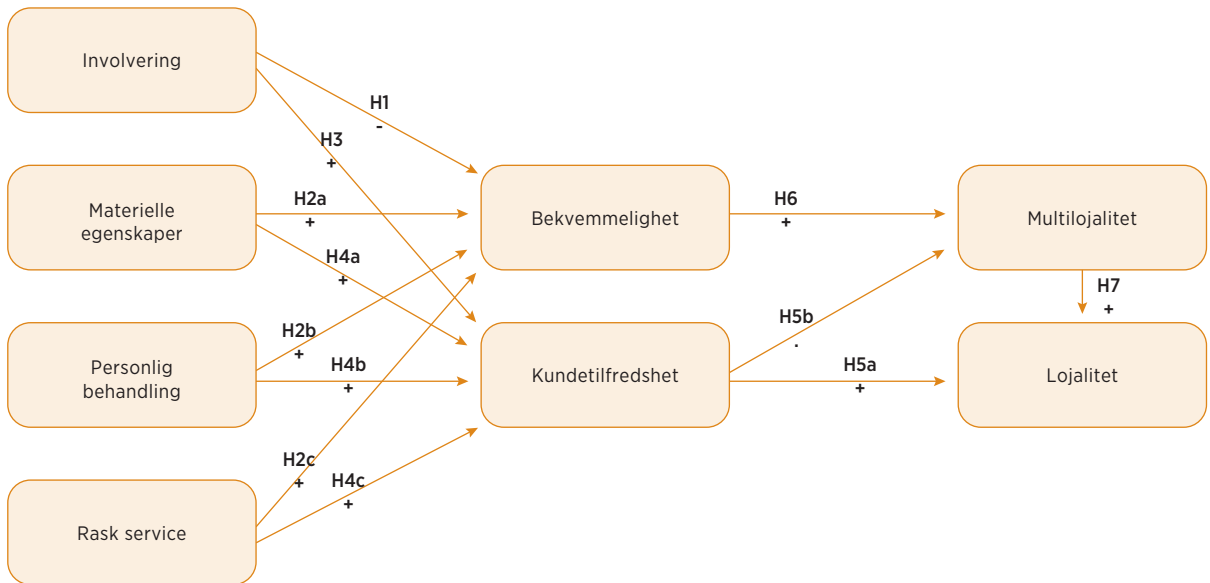 Involvering
H1
-
H3
+
Materielle
egenskaper
H2a
+
H4a
+
Bekvemmelighet
H6
+
Multilojalitet
H7
+
Personlig
behandling
H2b
+
H4b
+
Kundetilfredshet
H5b
.
H5a
+
Lojalitet
Rask service
H2c
+
H4c
+